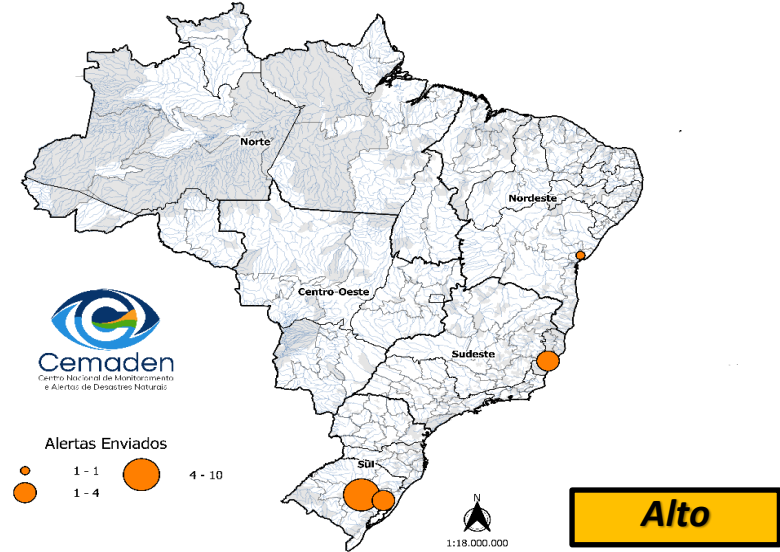 Norte
Nordeste
Centro-Oeste
Sudeste
Sul
Cemaden
Centro Nacional de Monitoramento
e Alertas de Desastres Naturais
Alertas Enviados
1 - 1
4 - 10
1 - 4
N
1:18.000.000
Alto